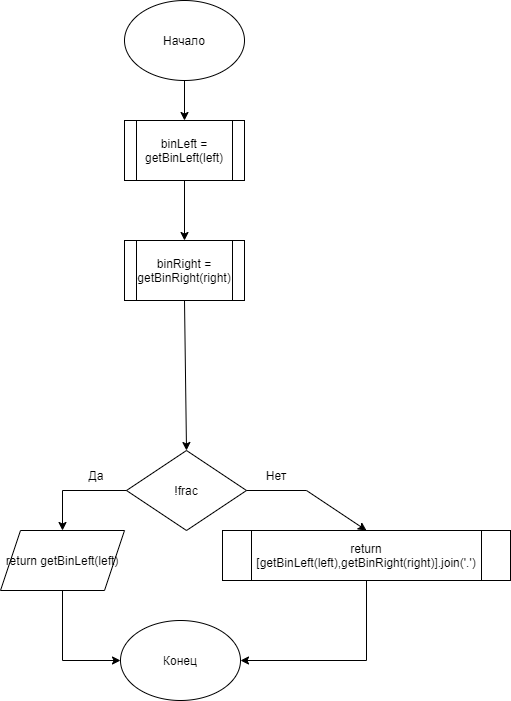 Начало
binLeft =
getBinLeft(left)
binRight =
getBinRight(right)
Да
!frac
Нет
return getBinLeft(left)
return
[getBinLeft(left),getBinRight(right)].join('.')
Конец